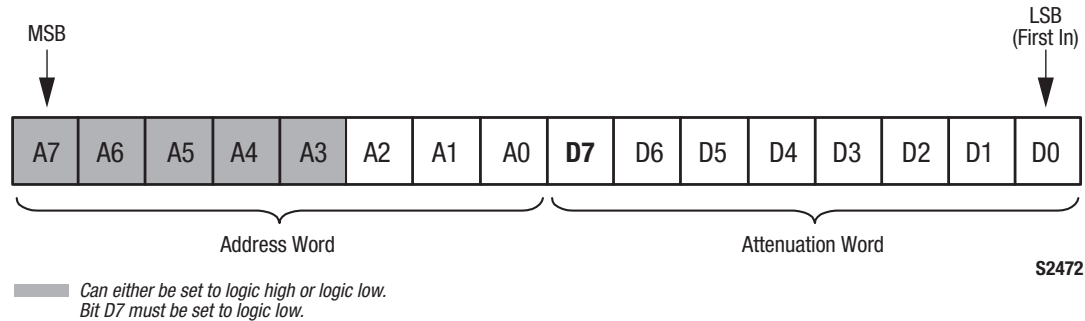 MSB
LSB
(First In)
A7 A6 A5 A4 A3 A2 A1 A0 D7 D6 D5 D4 D3 D2 D1 D0
Address Word Attenuation Word
S2472
Can either be set to logic high or logic low.
Bit D7 must be set to logic low.